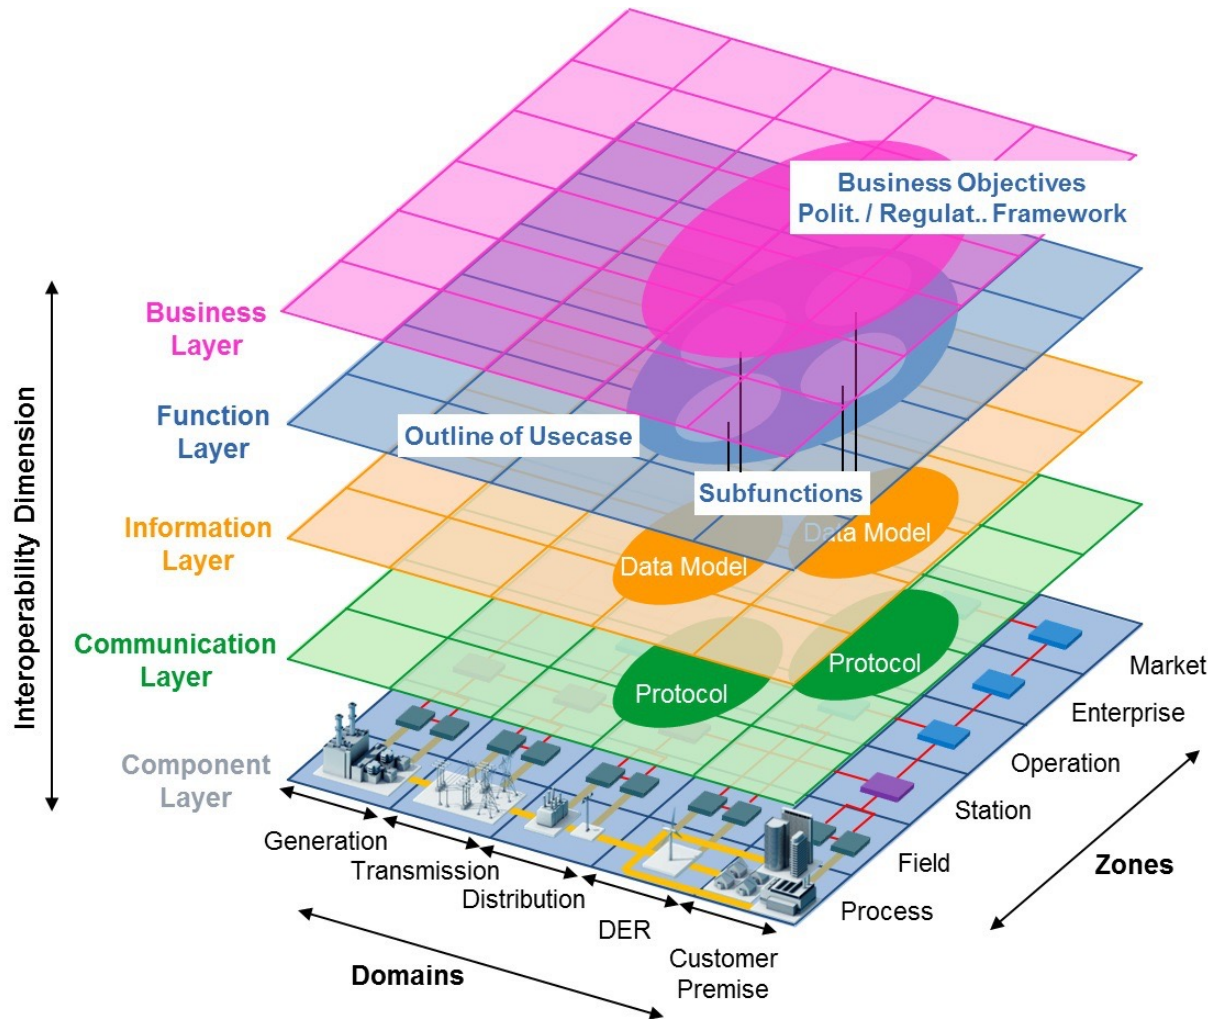 Business Objectives
Polit. / Regulat.. Framework
Business
Layer
Function
Layer
Outline of Usecase
Subfunctions
Interoperability Dimension
Information
Layer
Data Model
Data Model
Communication
Layer
Protocol
Protocol
Component
Layer
Market
Enterprise
Operation
Station
Field
Process
Zones
Generation
Transmission
Distribution
DER
Customer
Premise
Domains